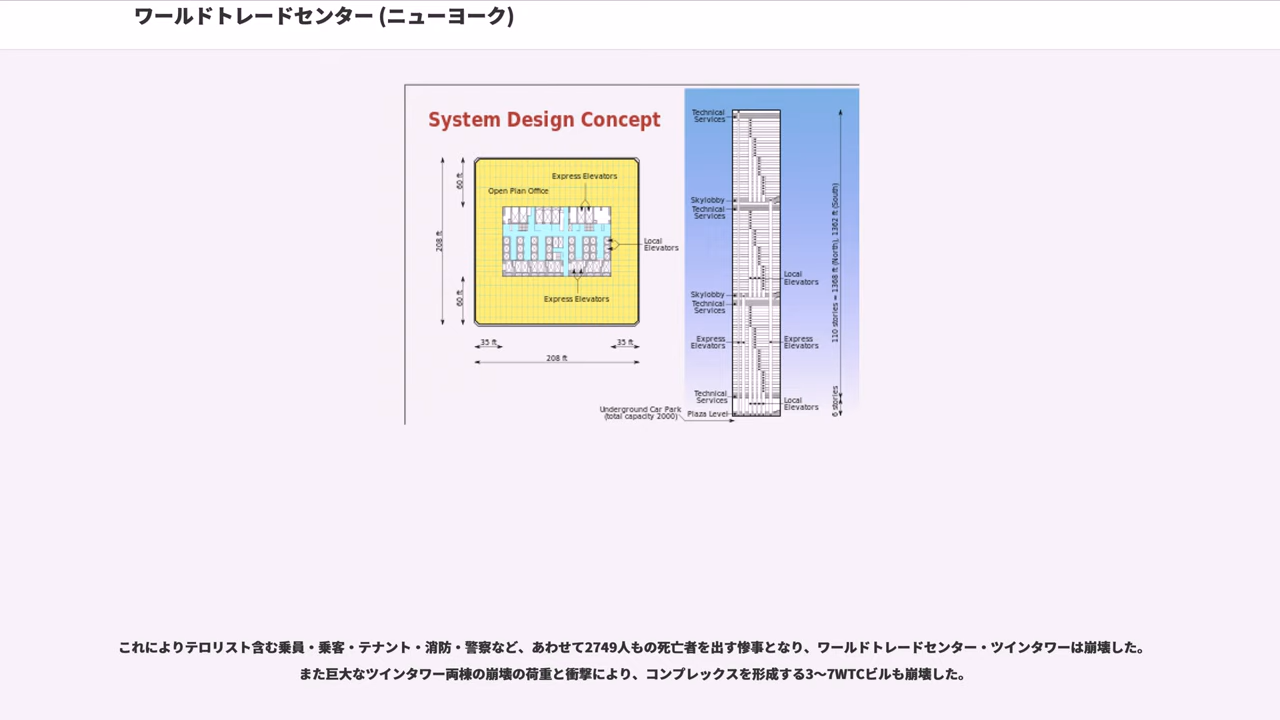 ワールドトレードセンター (ニューヨーク)
System Design Concept
Express Elevators
Open Plan Office
60 ft
208 ft
60 ft
Local
Elevators
Express Elevators
35 ft
35 ft
208 ft
Underground Car Park
(total capacity 2000)
Technical
Services
Skylobby
Technical
Services
Local
Elevators
Skylobby
Technical
Services
Express
Elevators
Express
Elevators
Technical
Services
Local
Elevators
Plaza Level
110 stories = 1368 ft (North), 1362 ft (South)
6 stories
これによりテロリスト含む乗員・乗客・テナント・消防・警察など、あわせて2749人もの死亡者を出す惨事となり、ワールドトレードセンター・ツインタワーは崩壊した。
また巨大なツインタワー両棟の崩壊の荷重と衝撃により、コンプレックスを形成する3〜7WTCビルも崩壊した。